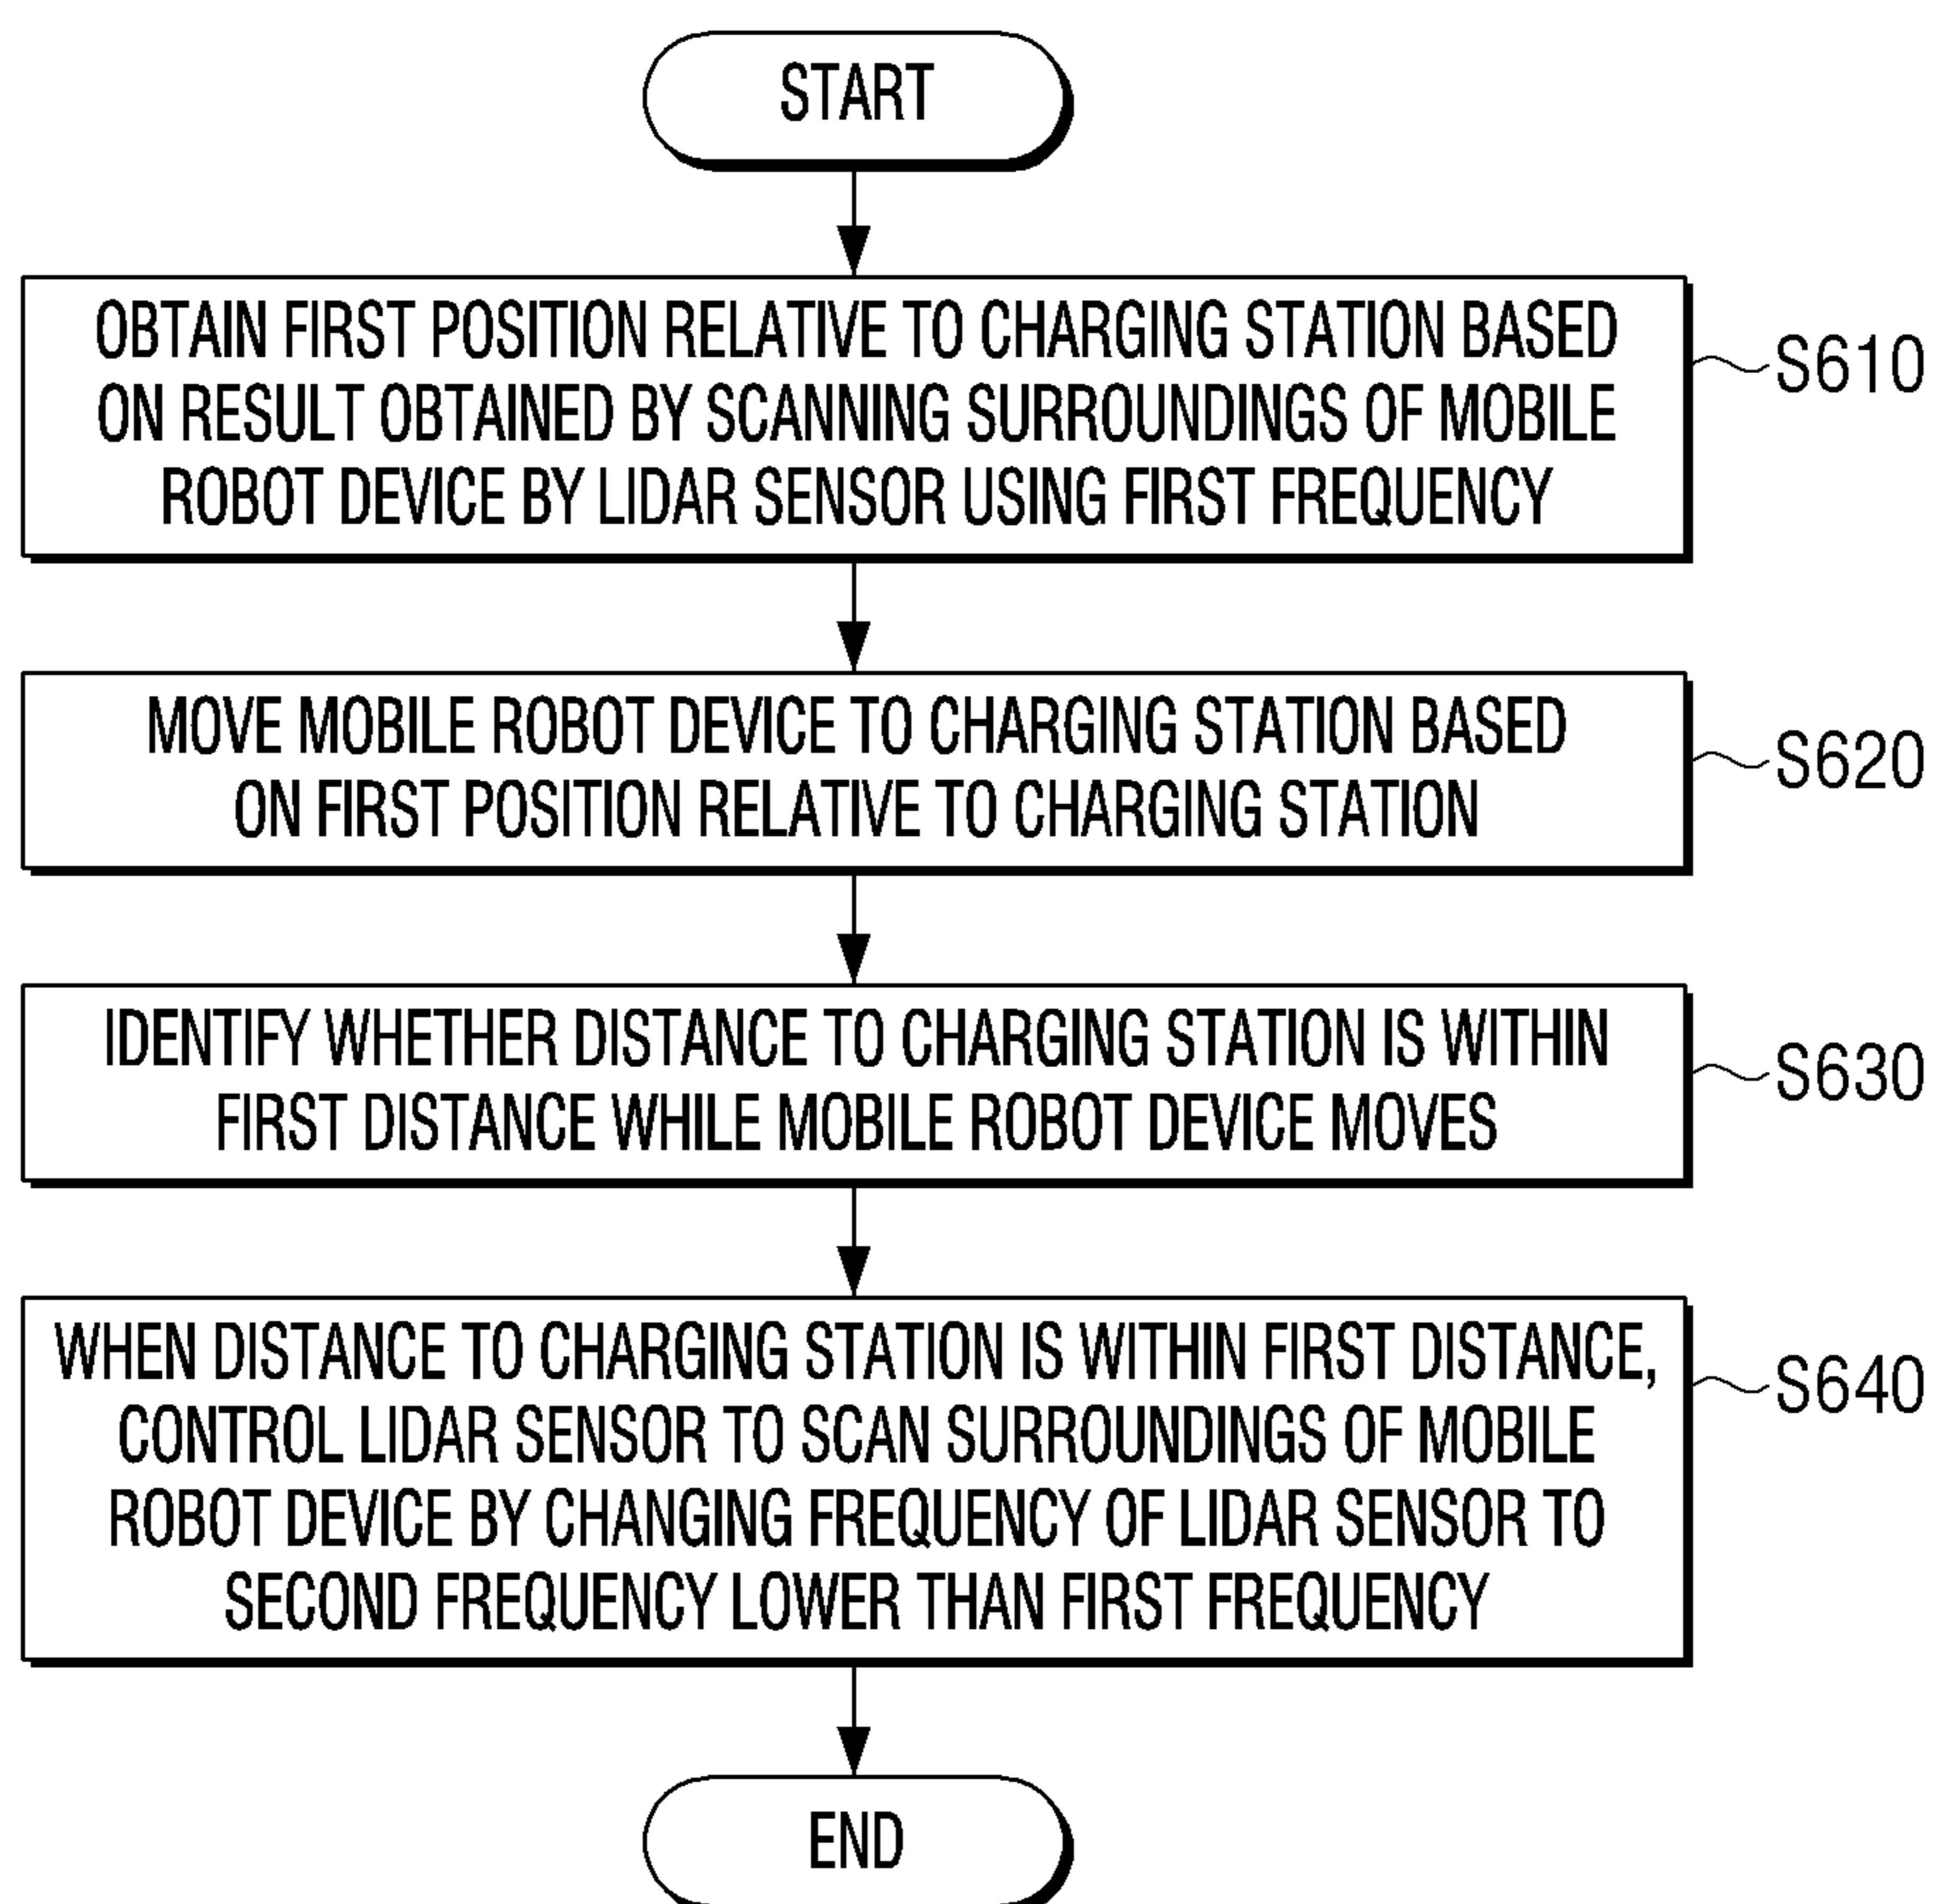 START
OBTAIN FIRST POSITION RELATIVE TO CHARGING STATION BASED
ON RESULT OBTAINED BY SCANNING SURROUNDINGS OF MOBILE
ROBOT DEVICE BY LIDAR SENSOR USING FIRST FREQUENCY
S610
MOVE MOBILE ROBOT DEVICE TO CHARGING STATION BASED
ON FIRST POSITION RELATIVE TO CHARGING STATION
S620
IDENTIFY WHETHER DISTANCE TO CHARGING STATION IS WITHIN
FIRST DISTANCE WHILE MOBILE ROBOT DEVICE MOVES
S630
WHEN DISTANCE TO CHARGING STATION IS WITHIN FIRST DISTANCE,
CONTROL LIDAR SENSOR TO SCAN SURROUNDINGS OF MOBILE
ROBOT DEVICE BY CHANGING FREQUENCY OF LIDAR SENSOR TO
SECOND FREQUENCY LOWER THAN FIRST FREQUENCY
S640
END